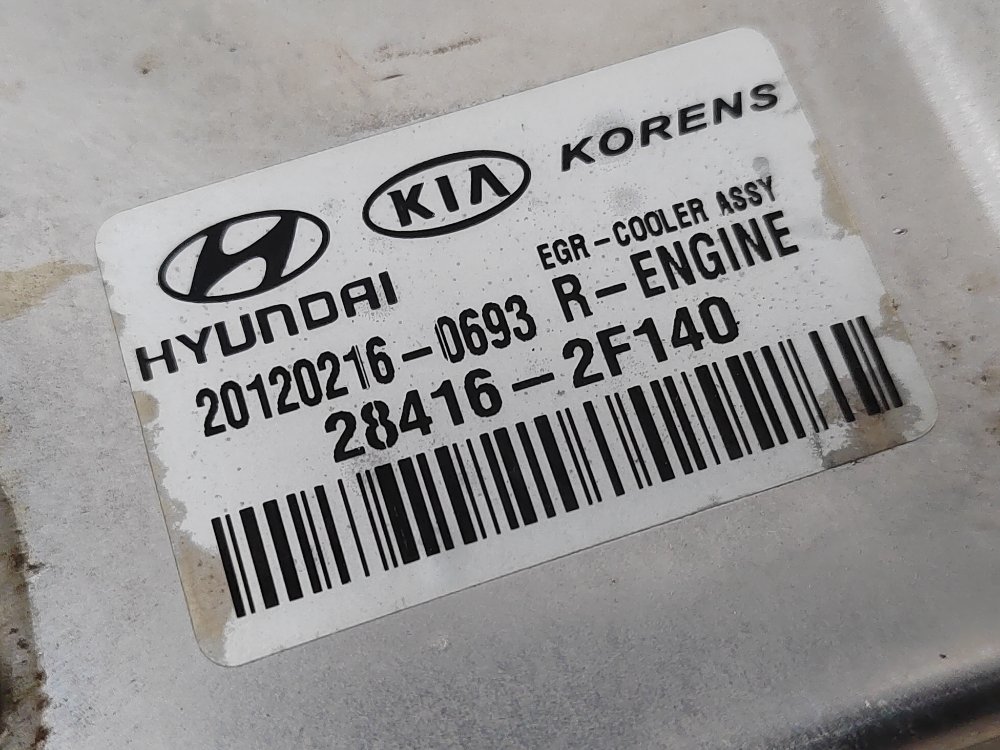 HYUNDAI KIA KORENS
EGR-COOLER ASSY
20120216-0693 R-ENGINE
28416-2F140